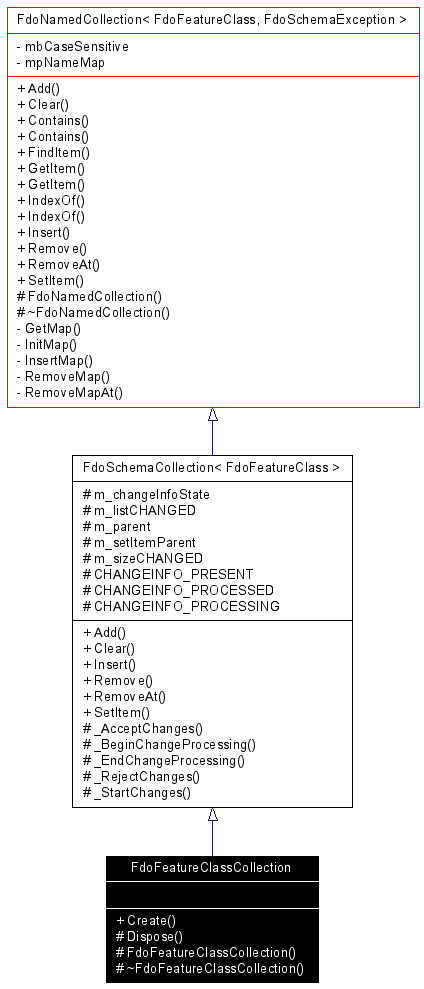 FdoNamedCollection< FdoFeatureClass, FdoSchemaException >
- mbCaseSensitive
- mpNameMap
+ Add()
+ Clear()
+ Contains()
+ Contains()
+ FindItem()
+ GetItem()
+ GetItem()
+ IndexOf()
+ IndexOf()
+ Insert()
+ Remove()
+ RemoveAt()
+ SetItem()
# FdoNamedCollection()
# ~FdoNamedCollection()
- GetMap()
- InitMap()
- InsertMap()
- RemoveMap()
- RemoveMapAt()
FdoSchemaCollection< FdoFeatureClass >
# m_changeInfoState
# m_listCHANGED
# m_parent
# m_setItemParent
# m_sizeCHANGED
# CHANGEINFO_PRESENT
# CHANGEINFO_PROCESSED
# CHANGEINFO_PROCESSING
+ Add()
+ Clear()
+ Insert()
+ Remove()
+ RemoveAt()
+ SetItem()
# _AcceptChanges()
# _BeginChangeProcessing()
# _EndChangeProcessing()
# _RejectChanges()
# _StartChanges()
FdoFeatureClassCollection
+ Create()
# Dispose()
# FdoFeatureClassCollection()
# ~FdoFeatureClassCollection()